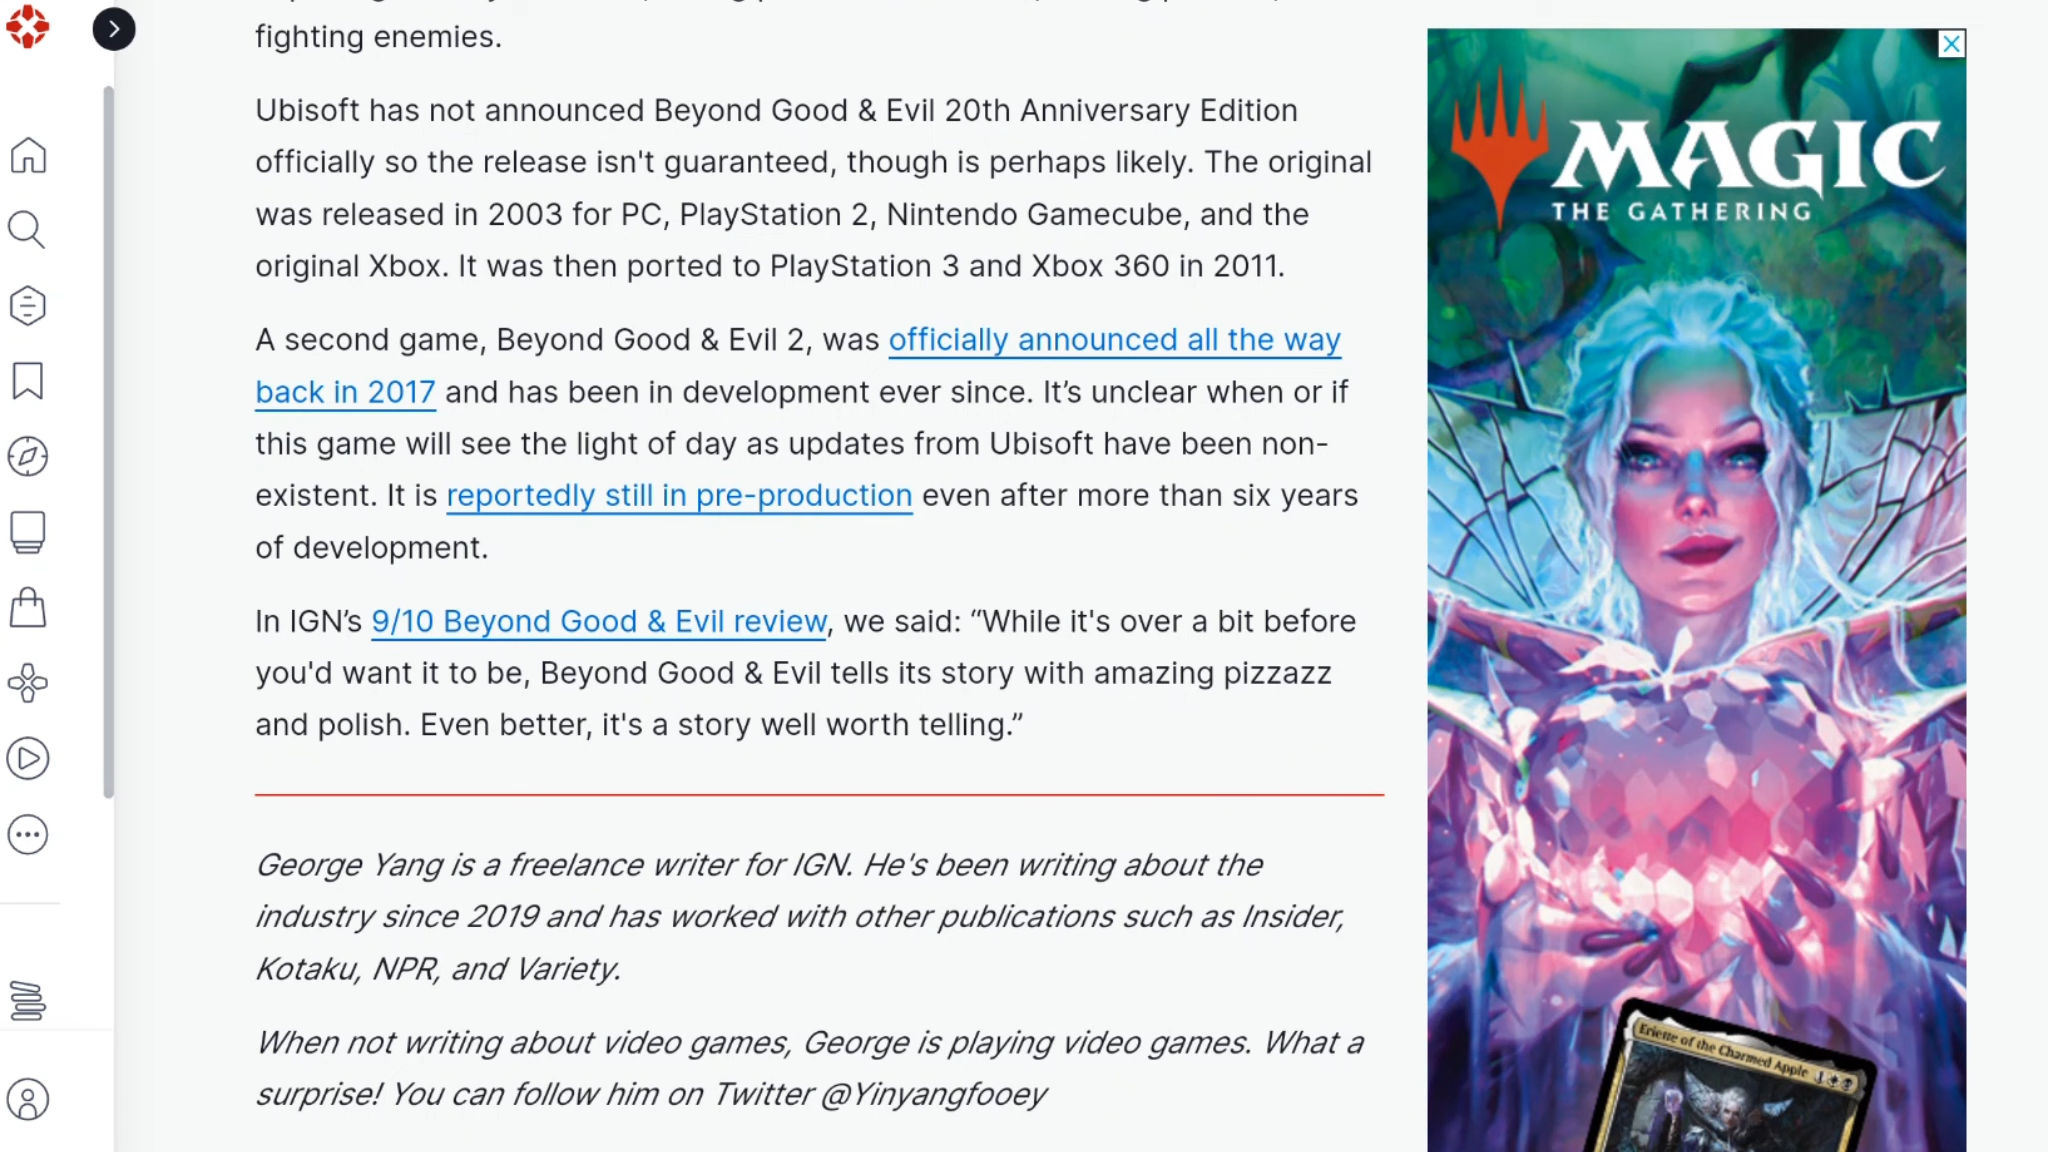 fighting enemies.
Ubisoft has not announced Beyond Good & Evil 20th Anniversary Edition
officially so the release isn't guaranteed, though is perhaps likely. The original
was released in 2003 for PC, PlayStation 2, Nintendo Gamecube, and the
original Xbox. It was then ported to PlayStation 3 and Xbox 360 in 2011.
A second game, Beyond Good & Evil 2, was officially announced all the way
back in 2017 and has been in development ever since. It’s unclear when or if
this game will see the light of day as updates from Ubisoft have been non-
existent. It is reportedly still in pre-production even after more than six years
of development.
In IGN’s 9/10 Beyond Good & Evil review, we said: “While it's over a bit before
you'd want it to be, Beyond Good & Evil tells its story with amazing pizzazz
and polish. Even better, it's a story well worth telling.”
George Yang is a freelance writer for IGN. He's been writing about the
industry since 2019 and has worked with other publications such as Insider,
Kotaku, NPR, and Variety.
When not writing about video games, George is playing video games. What a
surprise! You can follow him on Twitter @Yinyangfooey
MAGIC
THE GATHERING
Eriette of the Charmed Apple